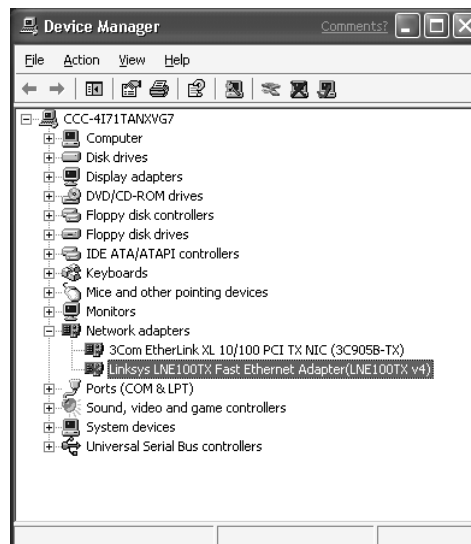 Device Manager
Comments?
File Action View Help
CCC-4I71TANXVG7
Computer
Disk drives
Display adapters
DVD/CD-ROM drives
Floppy disk controllers
Floppy disk drives
IDE ATA/ATAPI controllers
Keyboards
Mice and other pointing devices
Monitors
Network adapters
3Com EtherLink XL 10/100 PCI TX NIC (3C905B-TX)
Linksys LNE100TX Fast Ethernet Adapter(LNE100TX v4)
Ports (COM & LPT)
Sound, video and game controllers
System devices
Universal Serial Bus controllers